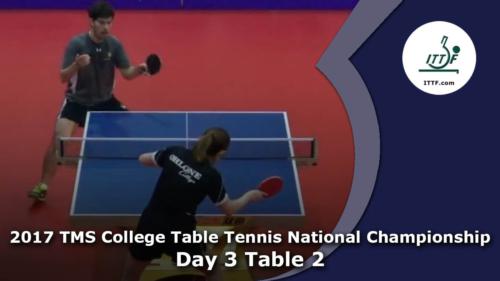 ITTF
ITTF.com
2017 TMS College Table Tennis National Championship
Day 3 Table 2